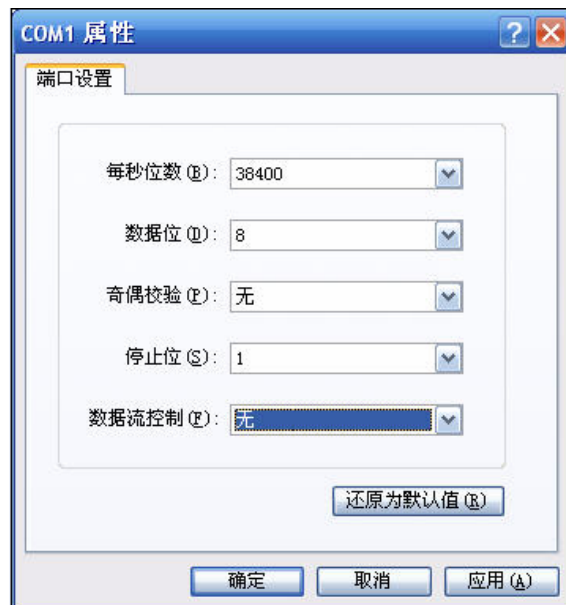 COM1 属性
端口设置
每秒位数(B): 38400
数据位(D): 8
奇偶校验(P): 无
停止位(S): 1
数据流控制(F): 无
还原为默认值(R)
确定 取消 应用(A)